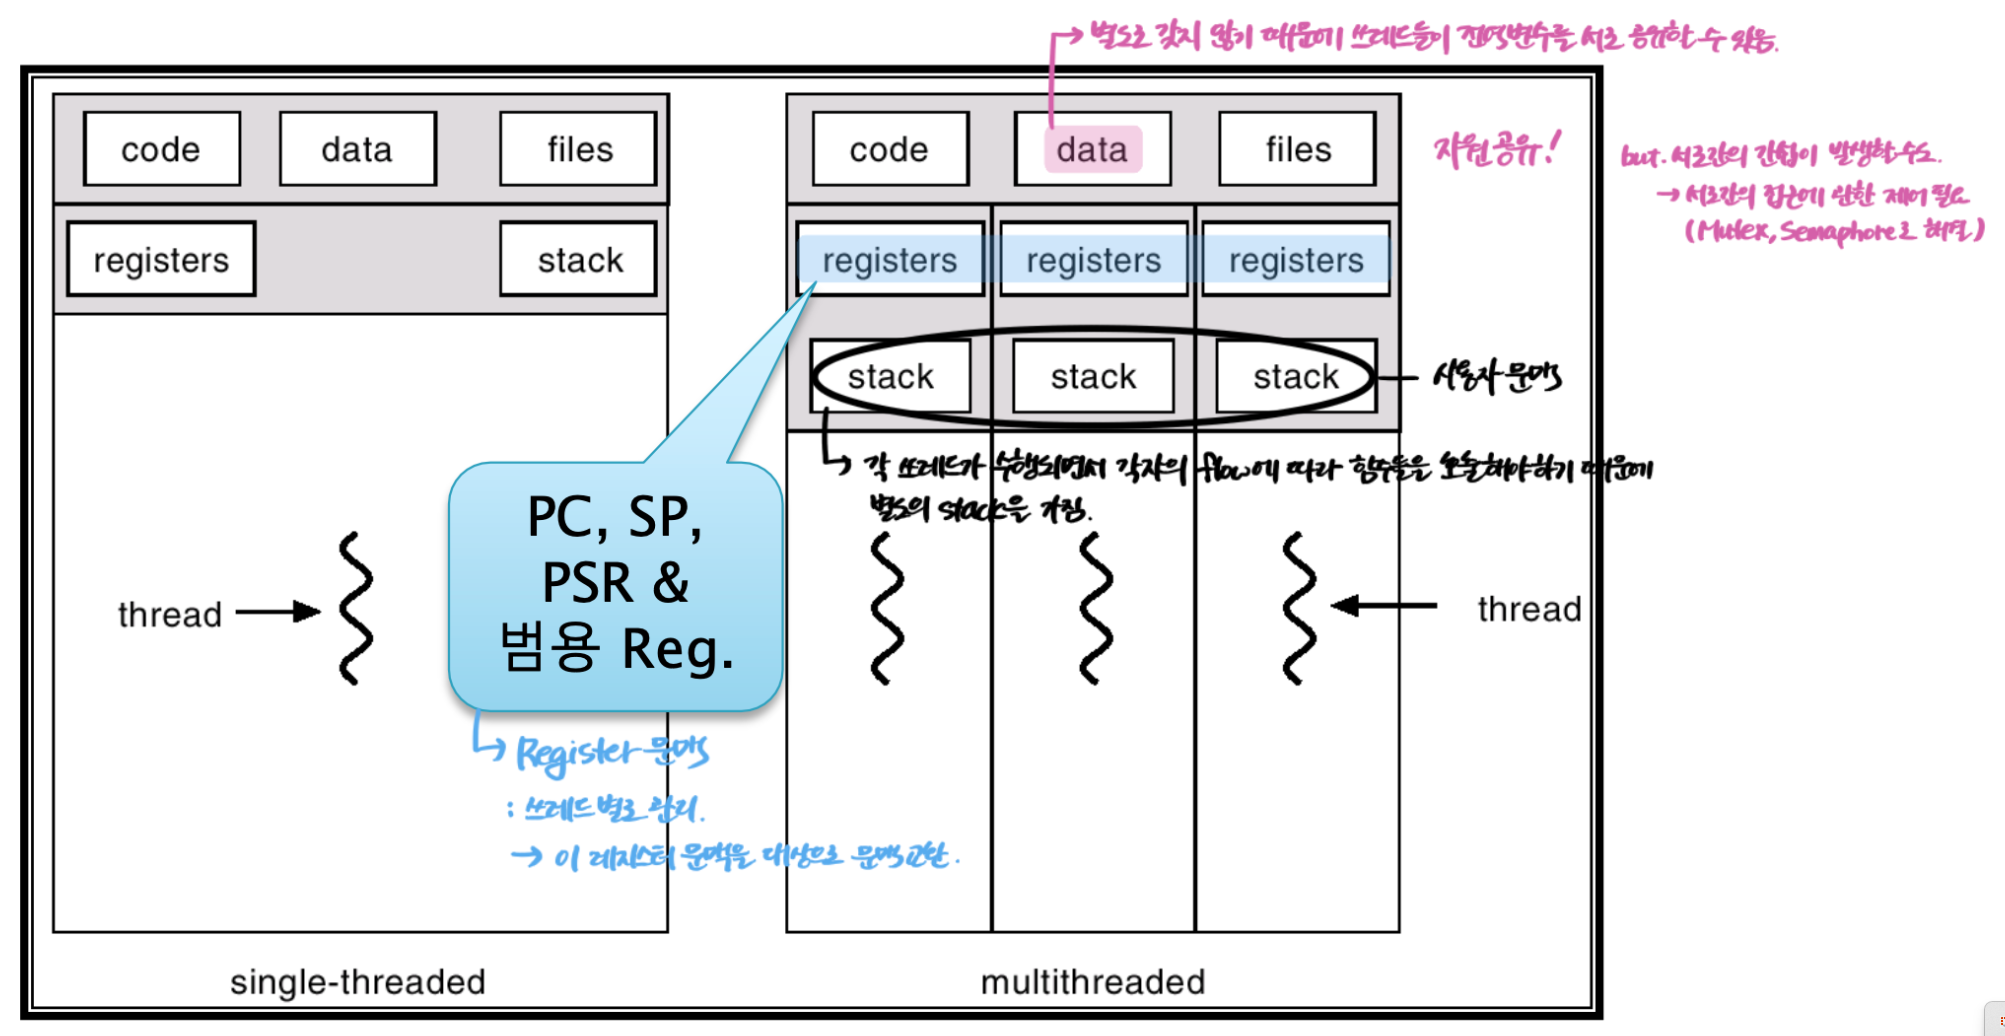 별도로 갖지 않기 때문에 쓰레드들이 전역변수를 서로 공유할 수 있음.
code data files
code data files
자원공유!
but. 서로간의 간섭이 발생할수도.
→ 서로간의 접근에 대한 제어 필요
(Mutex, Semaphore로 해결)
registers stack
registers registers registers
stack stack stack
사용자 문맥
각 쓰레드가 수행되면서 각자의 flow에 따라 함수들을 호출해야하기 때문에
별도의 stack을 가짐.
PC, SP,
PSR &
범용 Reg.
thread
thread
Register 문맥
: 쓰레드별로 관리.
→ 이 레지스터 문맥을 대상으로 문맥교환.
single-threaded
multithreaded